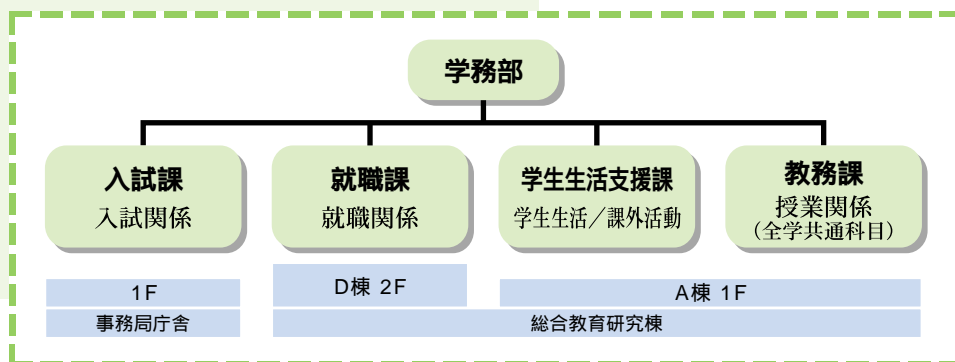 学務部
入試課
入試関係
就職課
就職関係
学生生活支援課
学生生活／課外活動
教務課
授業関係
（全学共通科目）
1F
D棟 2F
A棟 1F
事務局庁舎
総合教育研究棟